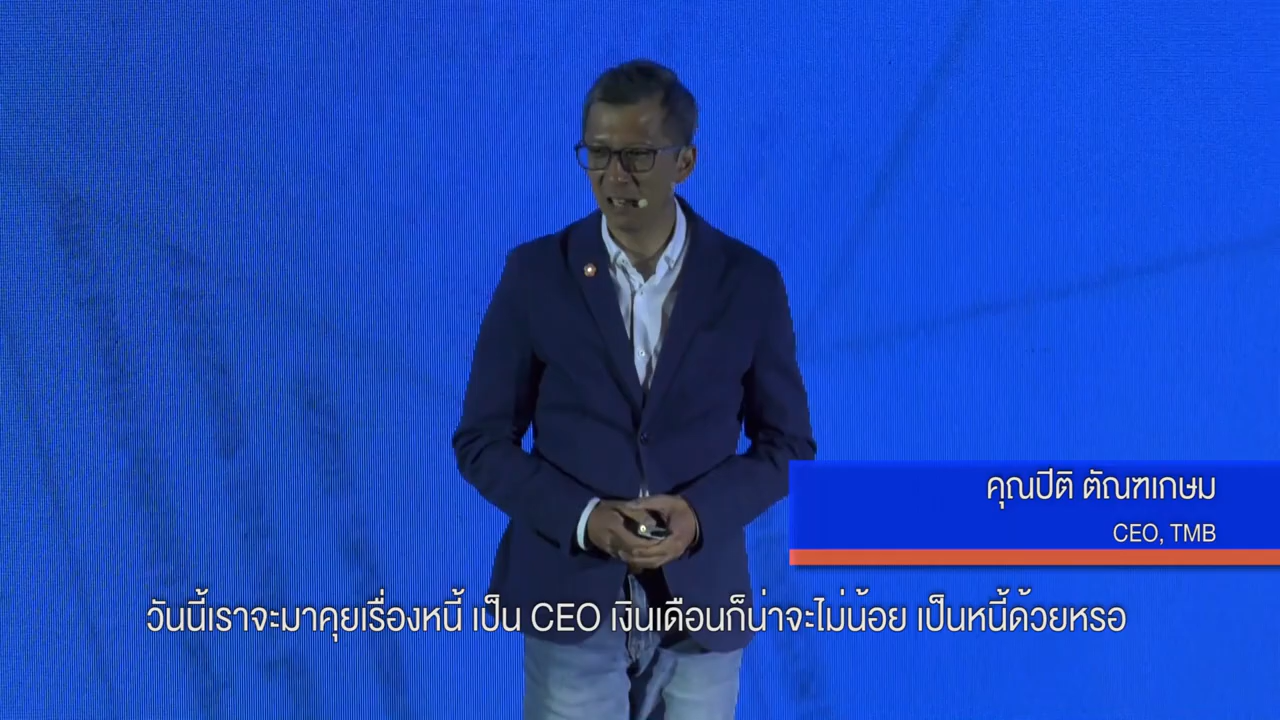 คุณปิติ ตัณฑเกษม
CEO, TMB
วันนี้เราจะมาคุยเรื่องหนี้ เป็น CEO เงินเดือนก็น่าจะไม่น้อย เป็นหนี้ด้วยหรอ